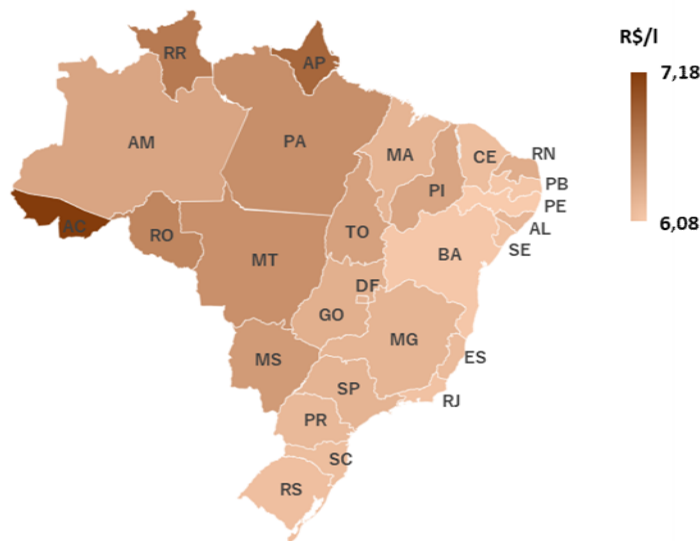 R$/l
7,18
6,08
RR
AP
AM
PA
MA
CE
RN
PI
PB
PE
AL
SE
AC
RO
TO
MT
BA
DF
GO
MG
MS
ES
SP
RJ
PR
SC
RS